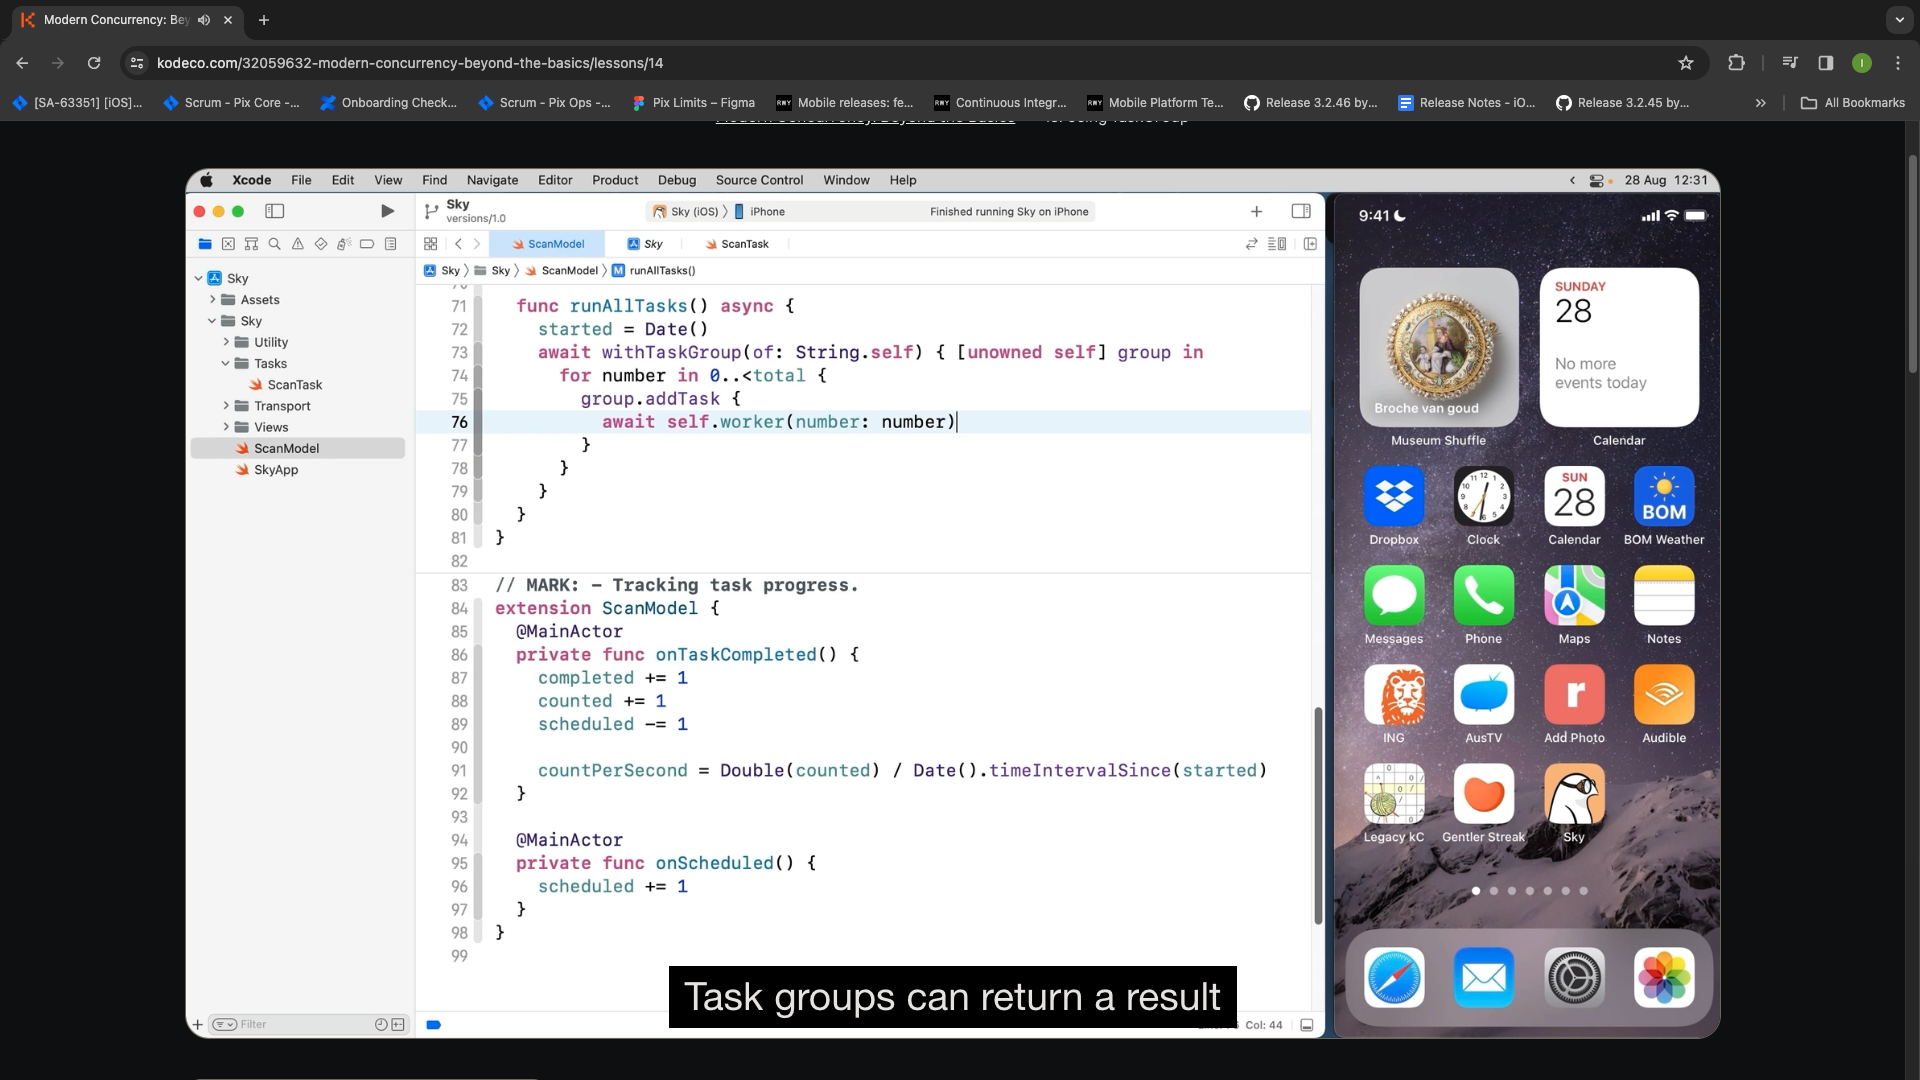 Modern Concurrency: Bey
kodeco.com/32059632-modern-concurrency-beyond-the-basics/lessons/14
[SA-63351] [iOS]...
Scrum - Pix Core -...
Onboarding Check...
Scrum - Pix Ops -...
Pix Limits – Figma
Mobile releases: fe...
Continuous Integr...
Mobile Platform Te...
Release 3.2.46 by...
Release Notes - iO...
Release 3.2.45 by...
All Bookmarks
Xcode File Edit View Find Navigate Editor Product Debug Source Control Window Help
28 Aug 12:31
Sky
versions/1.0
Sky (iOS) 〉 iPhone
Finished running Sky on iPhone
ScanModel
Sky
ScanTask
Sky 〉 Sky 〉 ScanModel 〉 M runAllTasks()
Sky
Assets
Sky
Utility
Tasks
ScanTask
Transport
Views
ScanModel
SkyApp
Filter
71 func runAllTasks() async {
72 started = Date()
73 await withTaskGroup(of: String.self) { [unowned self] group in
74 for number in 0..<total {
75 group.addTask {
76 await self.worker(number: number)
77 }
78 }
79 }
80 }
81 }
82
83 // MARK: - Tracking task progress.
84 extension ScanModel {
85 @MainActor
86 private func onTaskCompleted() {
87 completed += 1
88 counted += 1
89 scheduled -= 1
90
91 countPerSecond = Double(counted) / Date().timeIntervalSince(started)
92 }
93
94 @MainActor
95 private func onScheduled() {
96 scheduled += 1
97 }
98 }
99
Col: 44
Task groups can return a result
9:41
Broche van goud
Museum Shuffle
SUNDAY
28
No more
events today
Calendar
Dropbox
Clock
SUN
28
Calendar
BOM
BOM Weather
Messages
Phone
Maps
Notes
ING
AusTV
r
Add Photo
Audible
Legacy kC
Gentler Streak
Sky